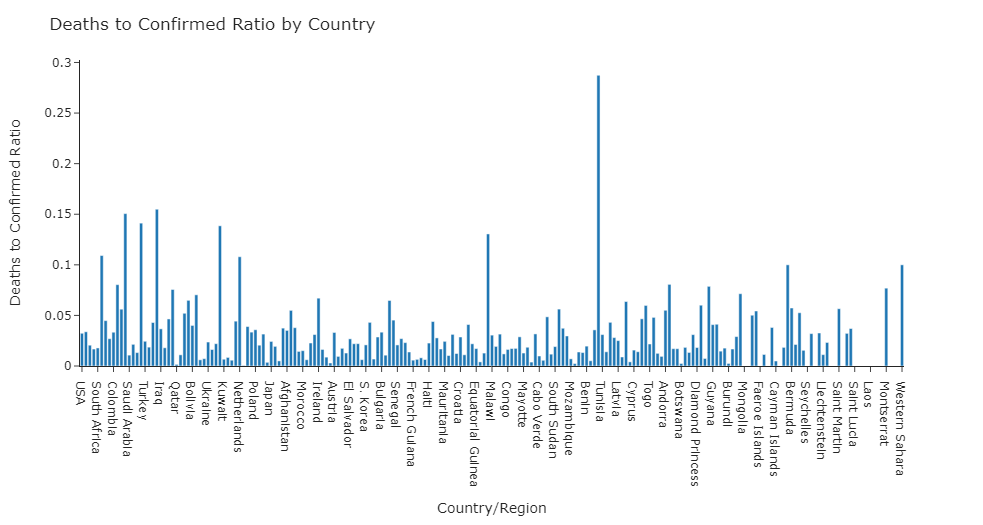 Deaths to Confirmed Ratio by Country
Deaths to Confirmed Ratio
0.3
0.25
0.2
0.15
0.1
0.05
0
USA
South Africa
Colombia
Saudi Arabia
Turkey
Iraq
Qatar
Bolivia
Ukraine
Kuwait
Netherlands
Poland
Japan
Afghanistan
Morocco
Ireland
Austria
El Salvador
S. Korea
Bulgaria
Senegal
French Guiana
Haiti
Mauritania
Croatia
Equatorial Guinea
Malawi
Congo
Mayotte
Cabo Verde
South Sudan
Mozambique
Benin
Tunisia
Latvia
Cyprus
Togo
Andorra
Botswana
Diamond Princess
Guyana
Burundi
Mongolia
Faeroe Islands
Cayman Islands
Bermuda
Seychelles
Liechtenstein
Saint Martin
Saint Lucia
Laos
Montserrat
Western Sahara
Country/Region